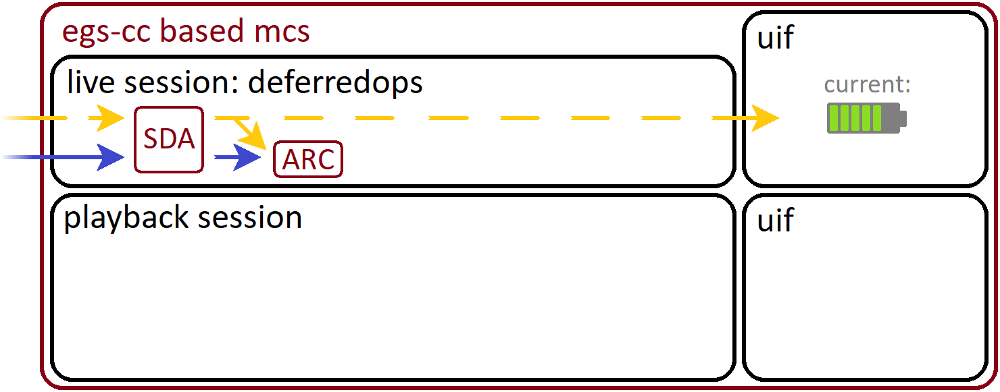 egs-cc based mcs
uif
live session: deferredops
current:
SDA
ARC
playback session
uif